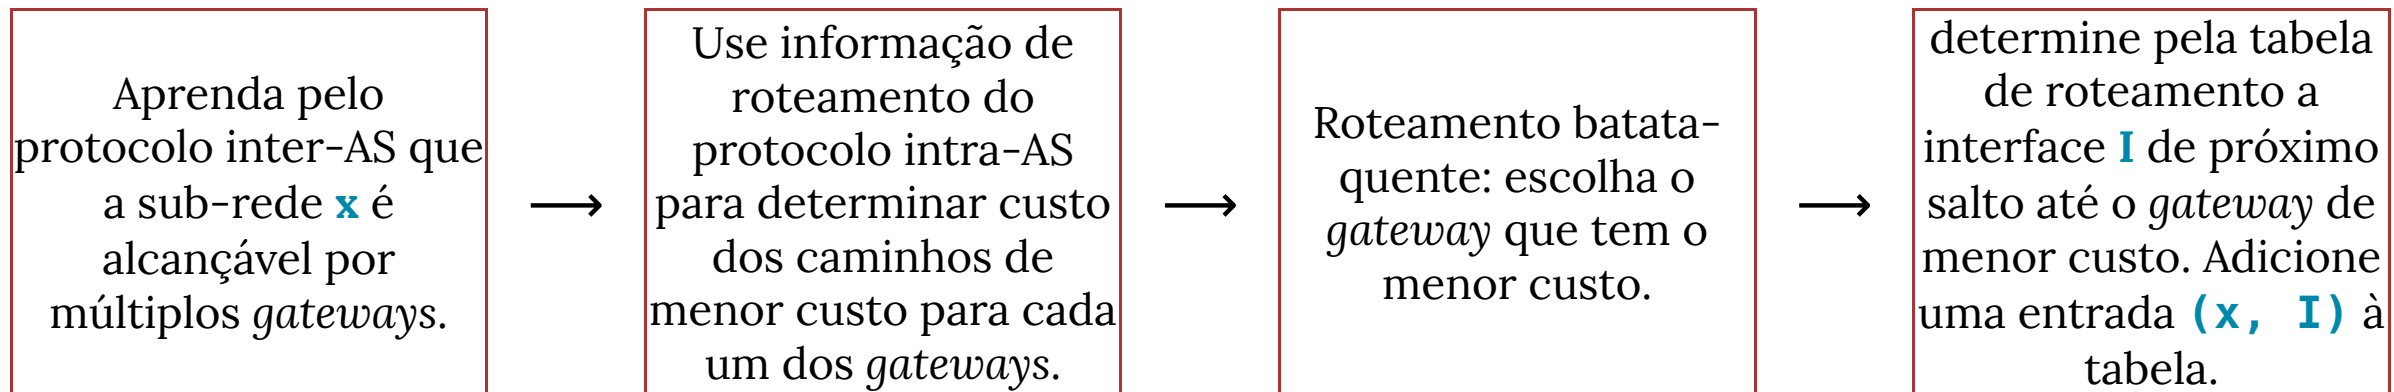 Aprenda pelo
protocolo inter-AS que
a sub-rede x é
alcançável por
múltiplos gateways.
Use informação de
roteamento do
protocolo intra-AS
para determinar custo
dos caminhos de
menor custo para cada
um dos gateways.
Roteamento batata-
quente: escolha o
gateway que tem o
menor custo.
determine pela tabela
de roteamento a
interface I de próximo
salto até o gateway de
menor custo. Adicione
uma entrada (x, I) à
tabela.